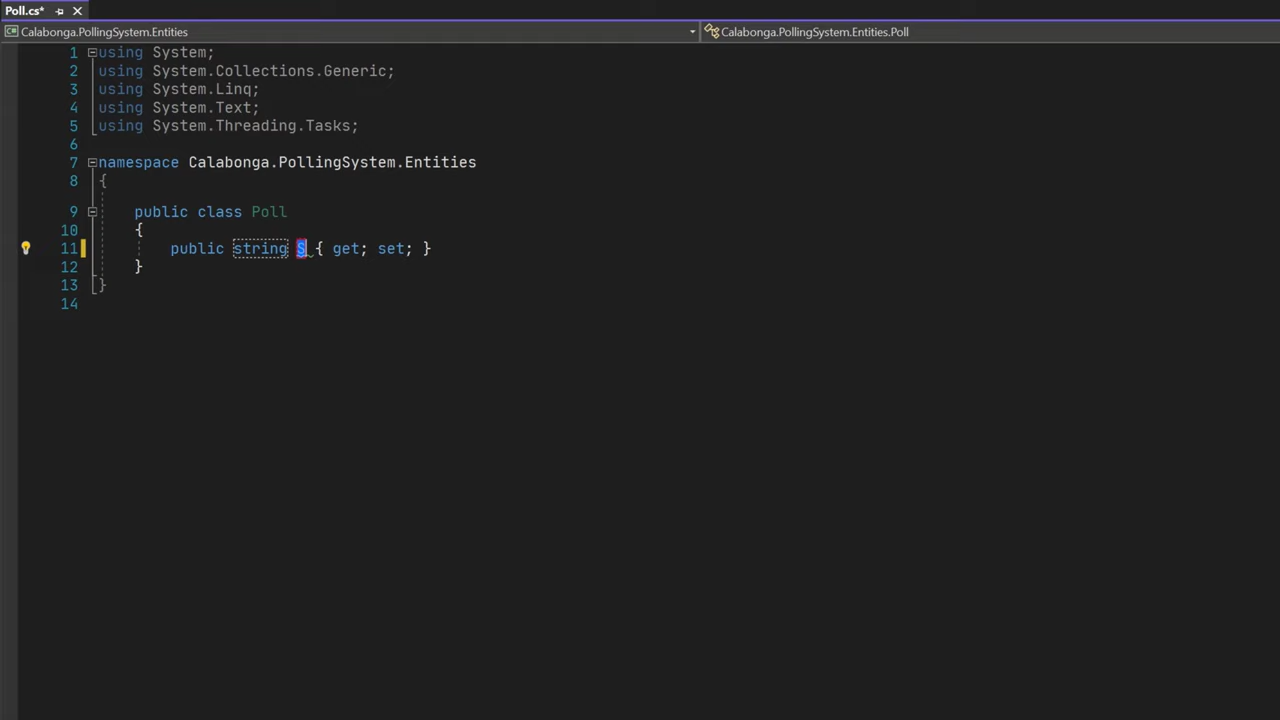 Poll.cs*
Calabonga.PollingSystem.Entities
Calabonga.PollingSystem.Entities.Poll
1 using System;
2 using System.Collections.Generic;
3 using System.Linq;
4 using System.Text;
5 using System.Threading.Tasks;
6
7 namespace Calabonga.PollingSystem.Entities
8 {
9 public class Poll
10 {
11 public string S { get; set; }
12 }
13 }
14